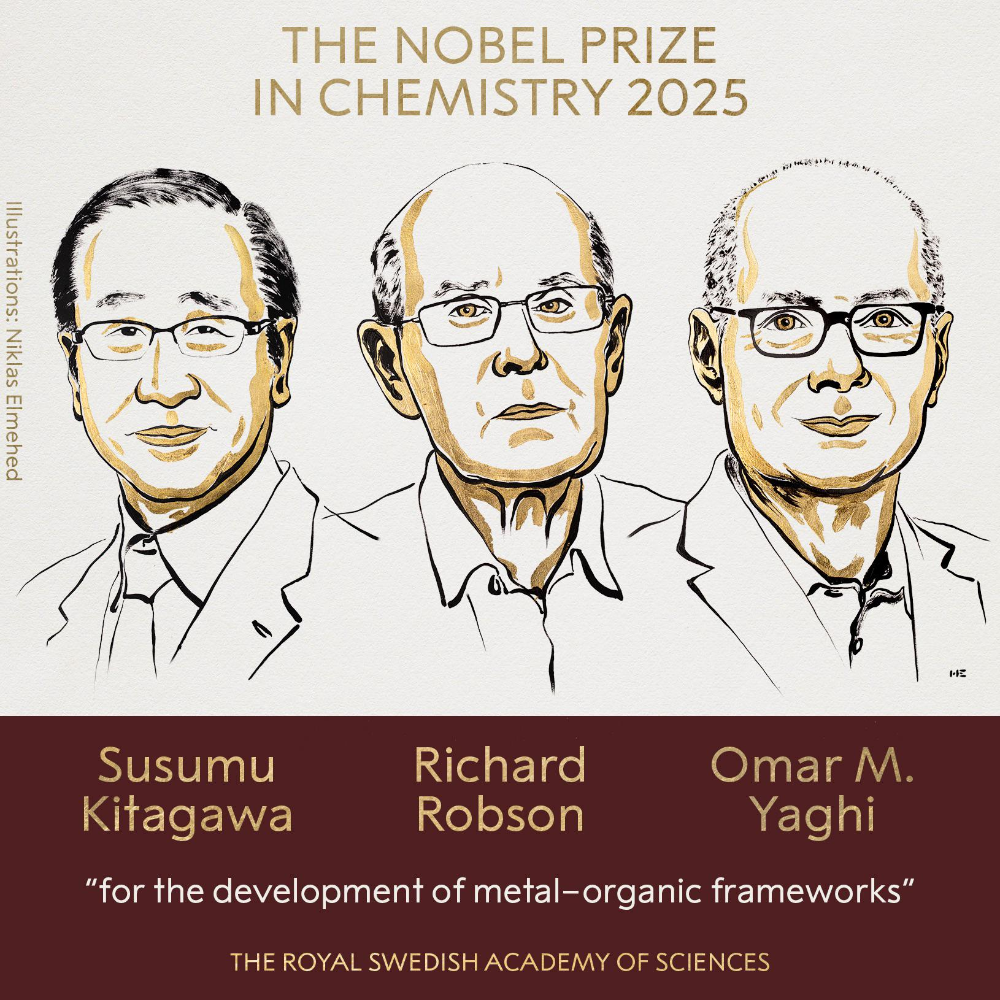 THE NOBEL PRIZE
IN CHEMISTRY 2025
Illustrations: Niklas Elmehed
Susumu
Kitagawa
Richard
Robson
Omar M.
Yaghi
“for the development of metal–organic frameworks”
THE ROYAL SWEDISH ACADEMY OF SCIENCES